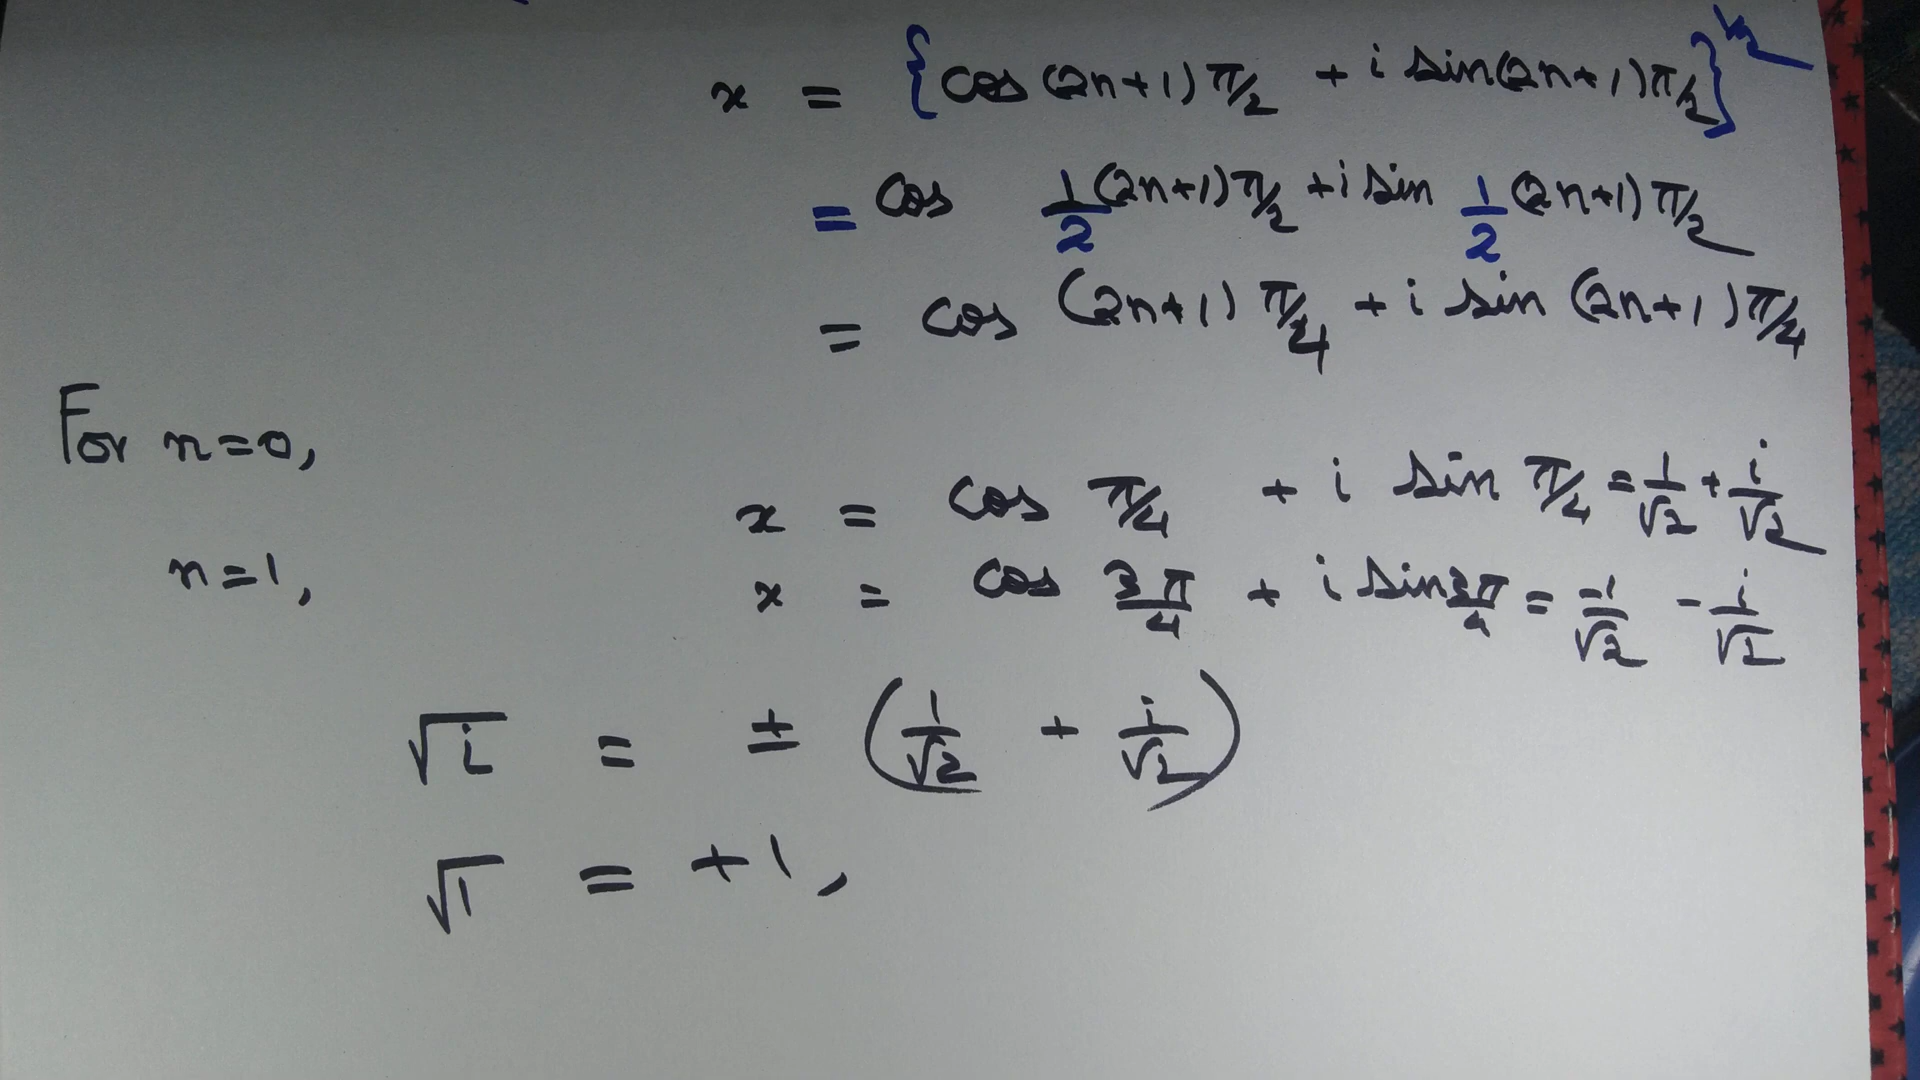 x = {cos (2n+1) π/2 + i sin(2n+1) π/2}^1/2
= cos 1/2 (2n+1) π/2 + i sin 1/2 (2n+1) π/2
= cos (2n+1) π/4 + i sin (2n+1) π/4
For n=0,
x = cos π/4 + i sin π/4 = 1/√2 + i/√2
n=1, x = cos 3π/4 + i sin 3π/4 = -1/√2 - i/√2
√i = ± (1/√2 + i/√2)
√1 = +1,